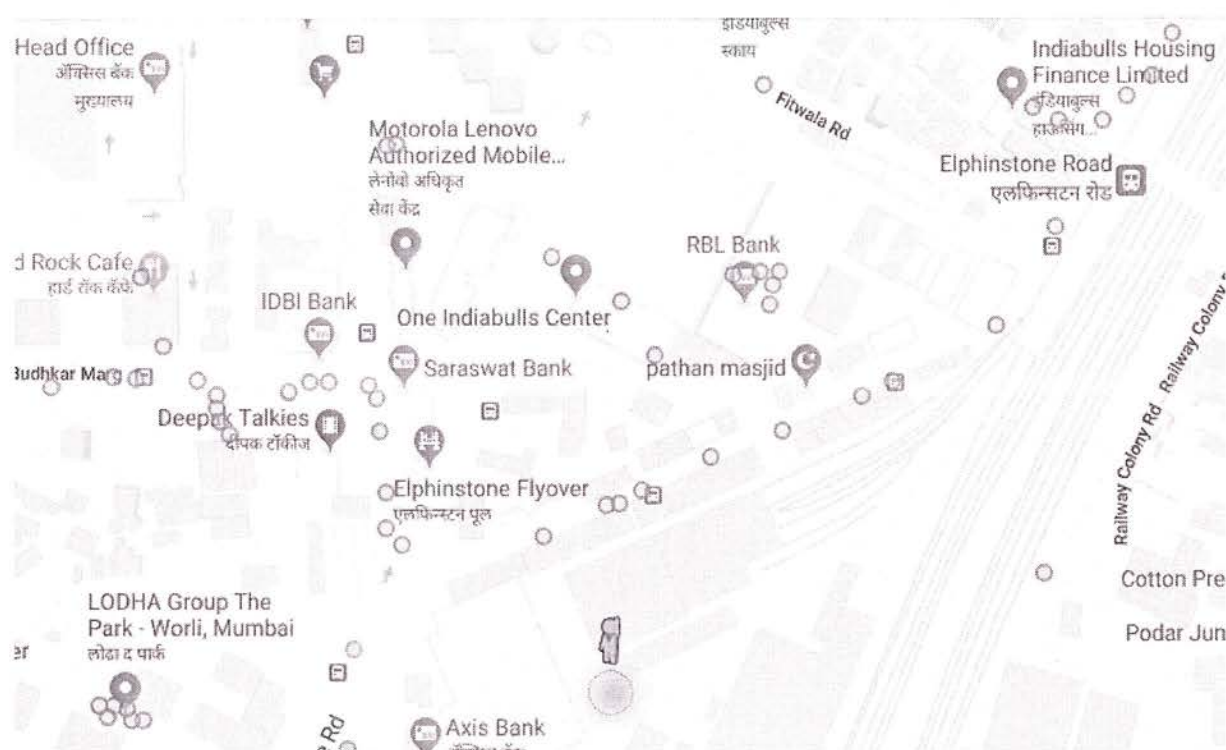 Head Office
ॲक्सिस बँक
मुख्यालय
इंडियाबुल्स
स्काय
Indiabulls Housing
Finance Limited
इंडियाबुल्स
हाऊसिंग...
Fitwala Rd
Motorola Lenovo
Authorized Mobile...
लेनोवो अधिकृत
सेवा केंद्र
Elphinstone Road
एलफिन्सटन रोड
d Rock Cafe
हार्ड रॉक कॅफे
RBL Bank
IDBI Bank
One Indiabulls Center
Railway Colony Rd
Railway Colony R
Budhkar Marg
Saraswat Bank
pathan masjid
Deepak Talkies
दीपक टॉकीज
Elphinstone Flyover
एलफिन्स्टन पूल
Cotton Pre
LODHA Group The
Park - Worli, Mumbai
लोढा द पार्क
er
Podar Jun
Rd
Axis Bank